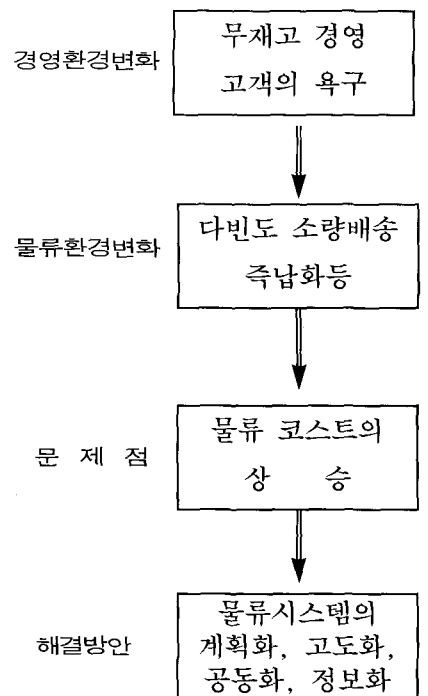 무재고 경영
경영환경변화
고객의 욕구
다빈도 소량배송
물류환경변화
즉납화등
물류 코스트의
문 제 점
상 승
물류시스템의
해결방안
계획화, 고도화,
공동화, 정보화